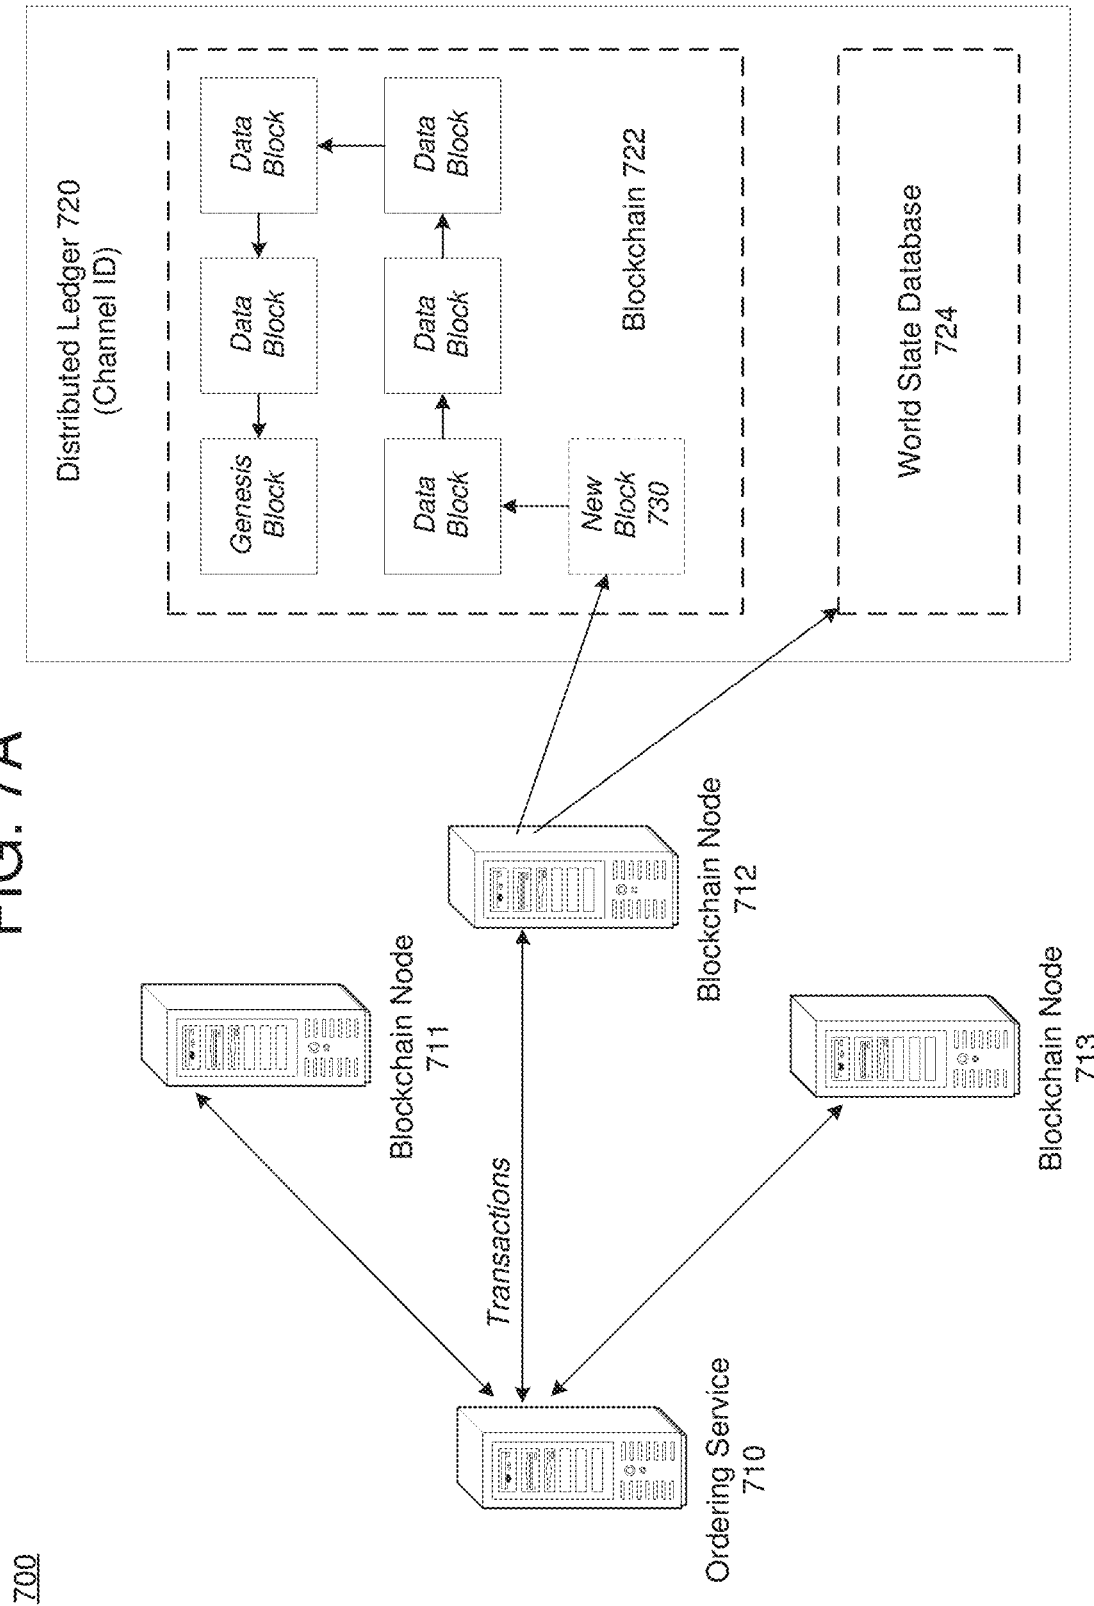 700
FIG. 7A
Distributed Ledger 720
(Channel ID)
Genesis
Block
Data
Block
Data
Block
Data
Block
Data
Block
Data
Block
New
Block
730
Blockchain 722
World State Database
724
Blockchain Node
711
Transactions
Blockchain Node
712
Ordering Service
710
Blockchain Node
713